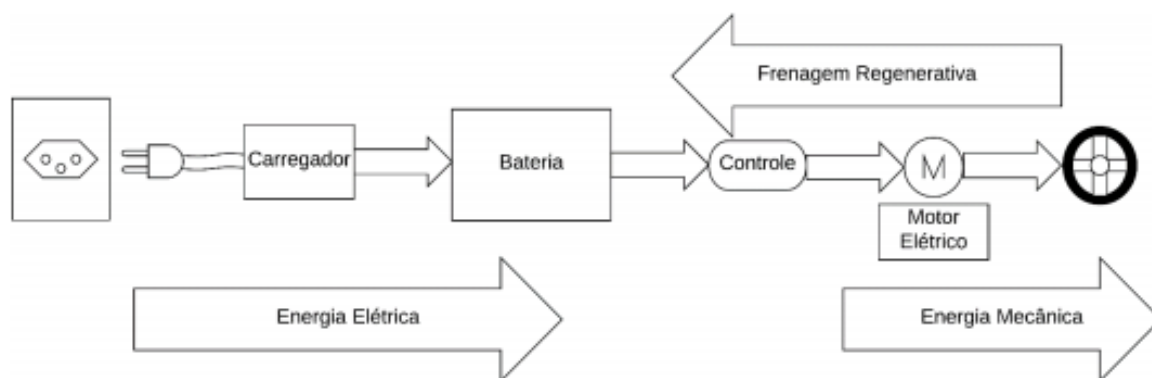 Frenagem Regenerativa
Carregador
Bateria
Controle
M
Motor
Elétrico
Energia Elétrica
Energia Mecânica